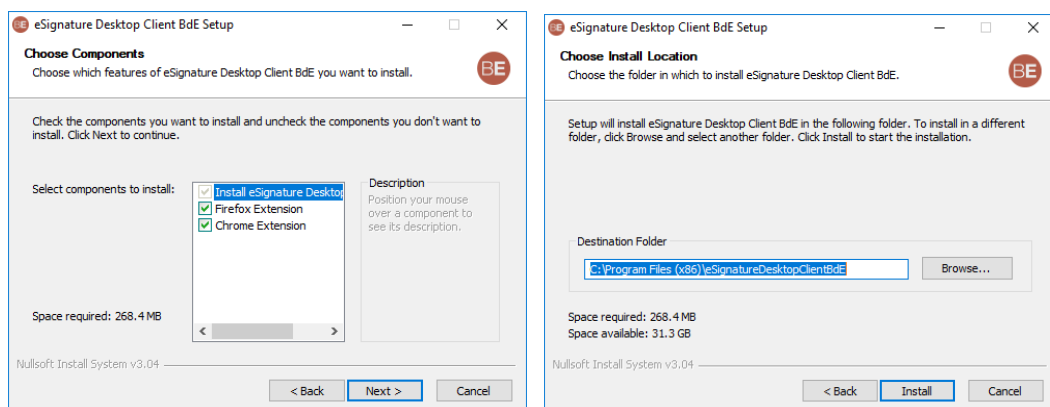 eSignature Desktop Client BdE Setup
Choose Components
Choose which features of eSignature Desktop Client BdE you want to install.
BE
Check the components you want to install and uncheck the components you don't want to
install. Click Next to continue.
Select components to install:
Install eSignature Desktop
Firefox Extension
Chrome Extension
Description
Position your mouse
over a component to
see its description.
Space required: 268.4 MB
Nullsoft Install System v3.04
< Back
Next >
Cancel
eSignature Desktop Client BdE Setup
Choose Install Location
Choose the folder in which to install eSignature Desktop Client BdE.
BE
Setup will install eSignature Desktop Client BdE in the following folder. To install in a different
folder, click Browse and select another folder. Click Install to start the installation.
Destination Folder
C:\Program Files (x86)\eSignatureDesktopClientBdE
Browse...
Space required: 268.4 MB
Space available: 31.3 GB
Nullsoft Install System v3.04
< Back
Install
Cancel